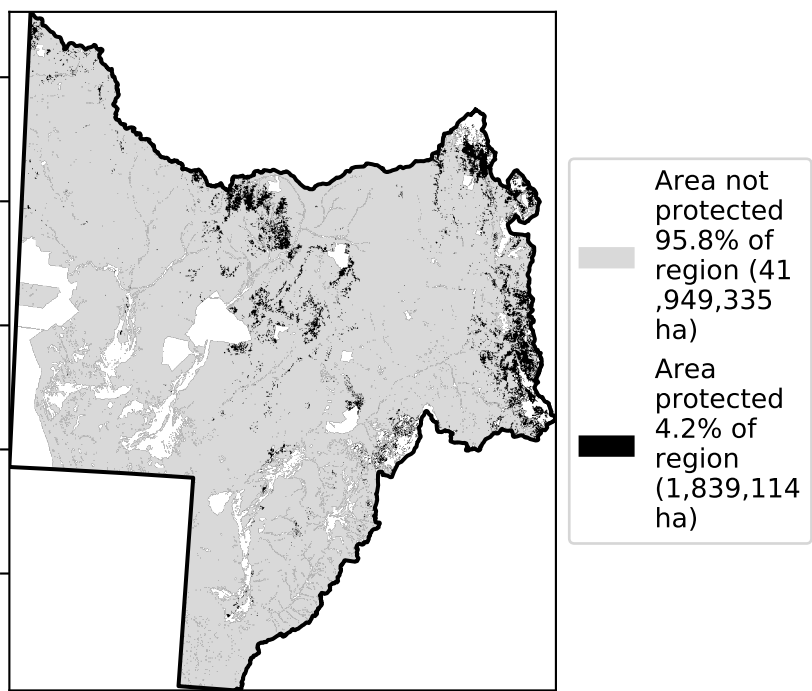 Area not
protected
95.8% of
region (41
,949,335
ha)
Area
protected
4.2% of
region
(1,839,114
ha)